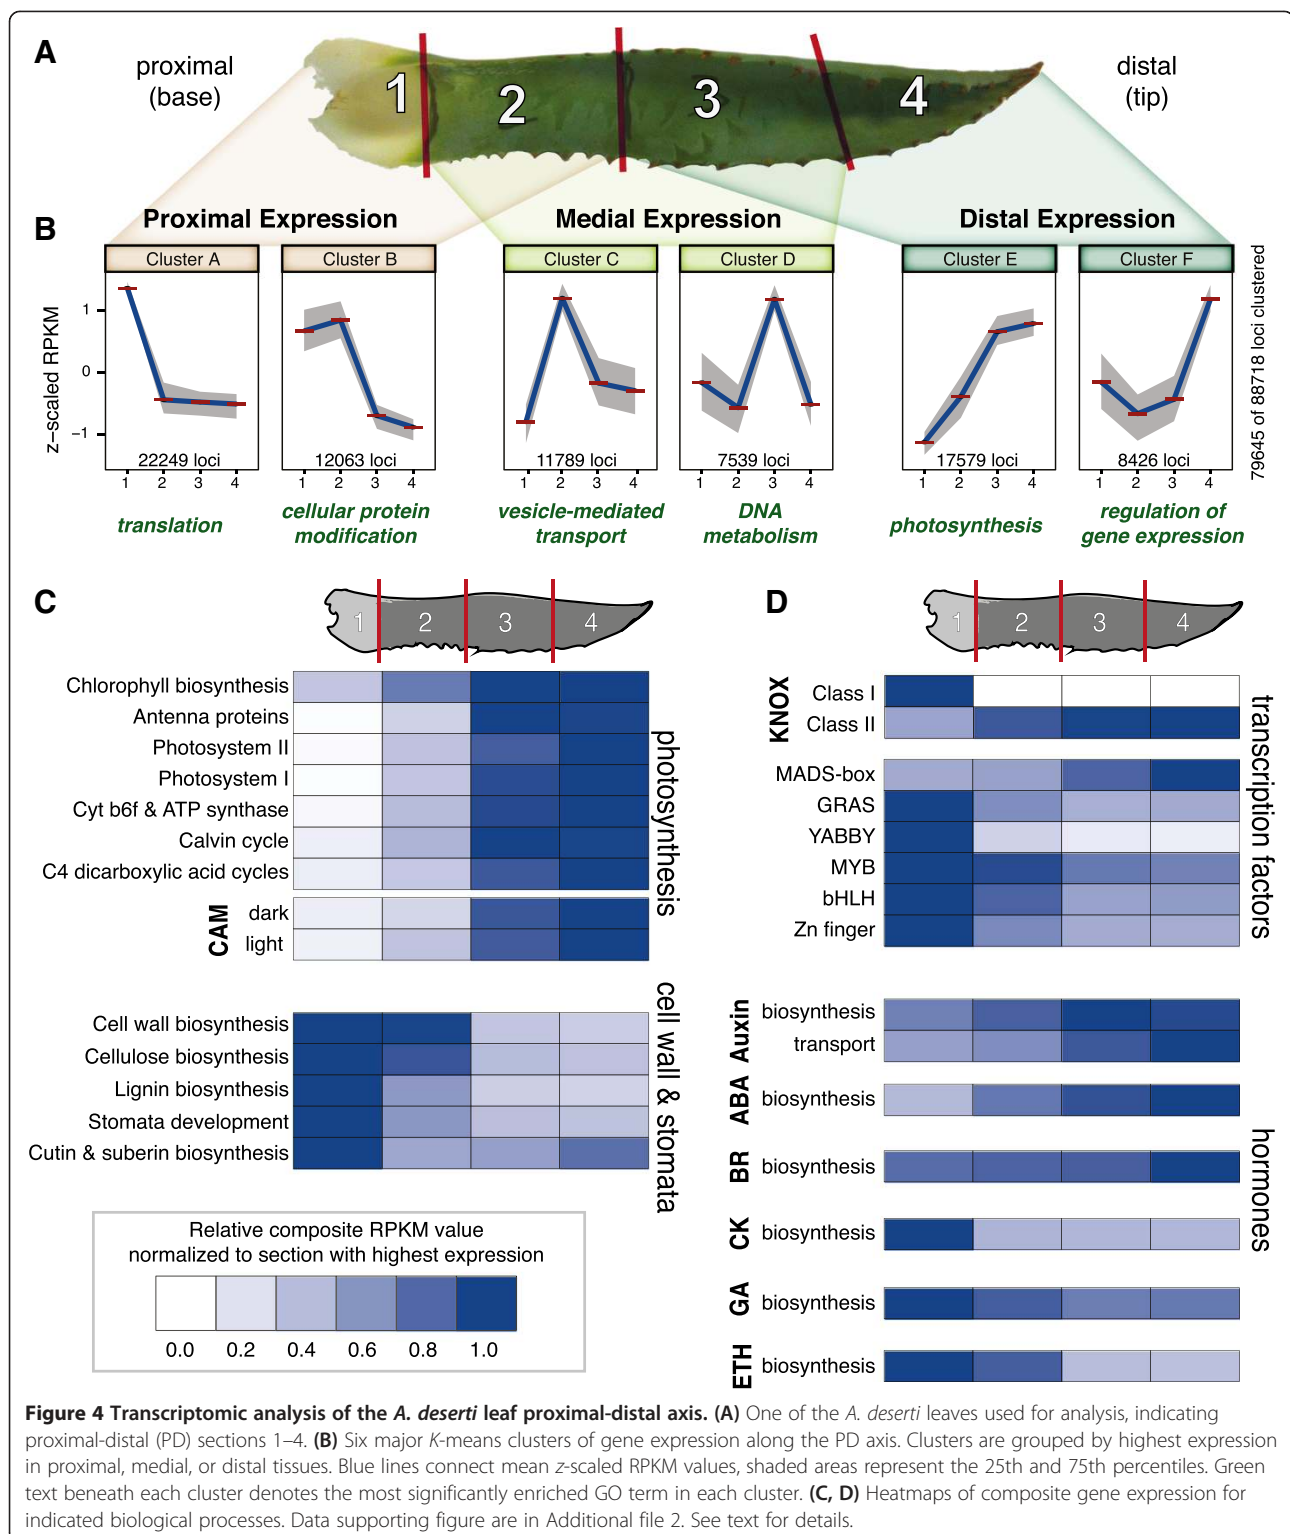 A
proximal
(base)
distal
(tip)
1
2
3
4
B
Proximal Expression
Medial Expression
Distal Expression
Cluster A
Cluster B
Cluster C
Cluster D
Cluster E
Cluster F
z−scaled RPKM
1
0
−1
22249 loci
12063 loci
11789 loci
7539 loci
17579 loci
8426 loci
1 2 3 4
1 2 3 4
1 2 3 4
1 2 3 4
1 2 3 4
1 2 3 4
79645 of 88718 loci clustered
translation
cellular protein
modification
vesicle-mediated
transport
DNA
metabolism
photosynthesis
regulation of
gene expression
C
1 2 3 4
Chlorophyll biosynthesis
Antenna proteins
Photosystem II
Photosystem I
Cyt b6f & ATP synthase
Calvin cycle
C4 dicarboxylic acid cycles
CAM
dark
light
photosynthesis
Cell wall biosynthesis
Cellulose biosynthesis
Lignin biosynthesis
Stomata development
Cutin & suberin biosynthesis
cell wall & stomata
Relative composite RPKM value
normalized to section with highest expression
0.0 0.2 0.4 0.6 0.8 1.0
D
1 2 3 4
KNOX
Class I
Class II
MADS-box
GRAS
YABBY
MYB
bHLH
Zn finger
transcription factors
Auxin
biosynthesis
transport
ABA
biosynthesis
BR
biosynthesis
CK
biosynthesis
GA
biosynthesis
ETH
biosynthesis
hormones
Figure 4 Transcriptomic analysis of the A. deserti leaf proximal-distal axis. (A) One of the A. deserti leaves used for analysis, indicating
proximal-distal (PD) sections 1–4. (B) Six major K-means clusters of gene expression along the PD axis. Clusters are grouped by highest expression
in proximal, medial, or distal tissues. Blue lines connect mean z-scaled RPKM values, shaded areas represent the 25th and 75th percentiles. Green
text beneath each cluster denotes the most significantly enriched GO term in each cluster. (C, D) Heatmaps of composite gene expression for
indicated biological processes. Data supporting figure are in Additional file 2. See text for details.